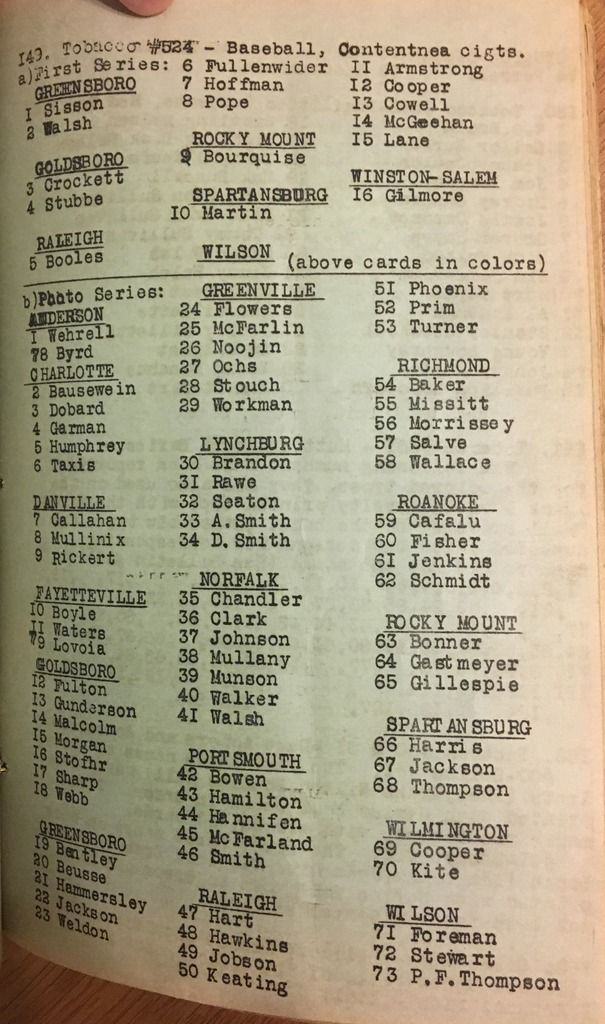 149. Tobacco #524 - Baseball, Contentnea cigts.
a)First Series:
GREENSBORO
1 Sisson
2 Walsh
GOLDSBORO
3 Crockett
4 Stubbe
RALEIGH
5 Booles
6 Fullenwider
7 Hoffman
8 Pope
ROCKY MOUNT
9 Bourquise
SPARTANSBURG
10 Martin
WILSON
11 Armstrong
12 Cooper
13 Cowell
14 McGeehan
15 Lane
WINSTON-SALEM
16 Gilmore
(above cards in colors)
b)Photo Series:
ANDERSON
1 Wehrell
78 Byrd
CHARLOTTE
2 Bausewein
3 Dobard
4 Garman
5 Humphrey
6 Taxis
DANVILLE
7 Callahan
8 Mullinix
9 Rickert
FAYETTEVILLE
10 Boyle
11 Waters
79 Lovoia
GOLDSBORO
12 Fulton
13 Gunderson
14 Malcolm
15 Morgan
16 Stofhr
17 Sharp
18 Webb
GREENSBORO
19 Bentley
20 Beusse
21 Hammersley
22 Jackson
23 Weldon
GREENVILLE
24 Flowers
25 McFarlin
26 Noojin
27 Ochs
28 Stouch
29 Workman
LYNCHBURG
30 Brandon
31 Rawe
32 Seaton
33 A.Smith
34 D.Smith
NORFALK
35 Chandler
36 Clark
37 Johnson
38 Mullany
39 Munson
40 Walker
41 Walsh
PORTSMOUTH
42 Bowen
43 Hamilton
44 Hannifen
45 McFarland
46 Smith
RALEIGH
47 Hart
48 Hawkins
49 Jobson
50 Keating
51 Phoenix
52 Prim
53 Turner
RICHMOND
54 Baker
55 Missitt
56 Morrissey
57 Salve
58 Wallace
ROANOKE
59 Cafalu
60 Fisher
61 Jenkins
62 Schmidt
ROCKY MOUNT
63 Bonner
64 Gastmeyer
65 Gillespie
SPARTANSBURG
66 Harris
67 Jackson
68 Thompson
WILMINGTON
69 Cooper
70 Kite
WILSON
71 Foreman
72 Stewart
73 P.F.Thompson